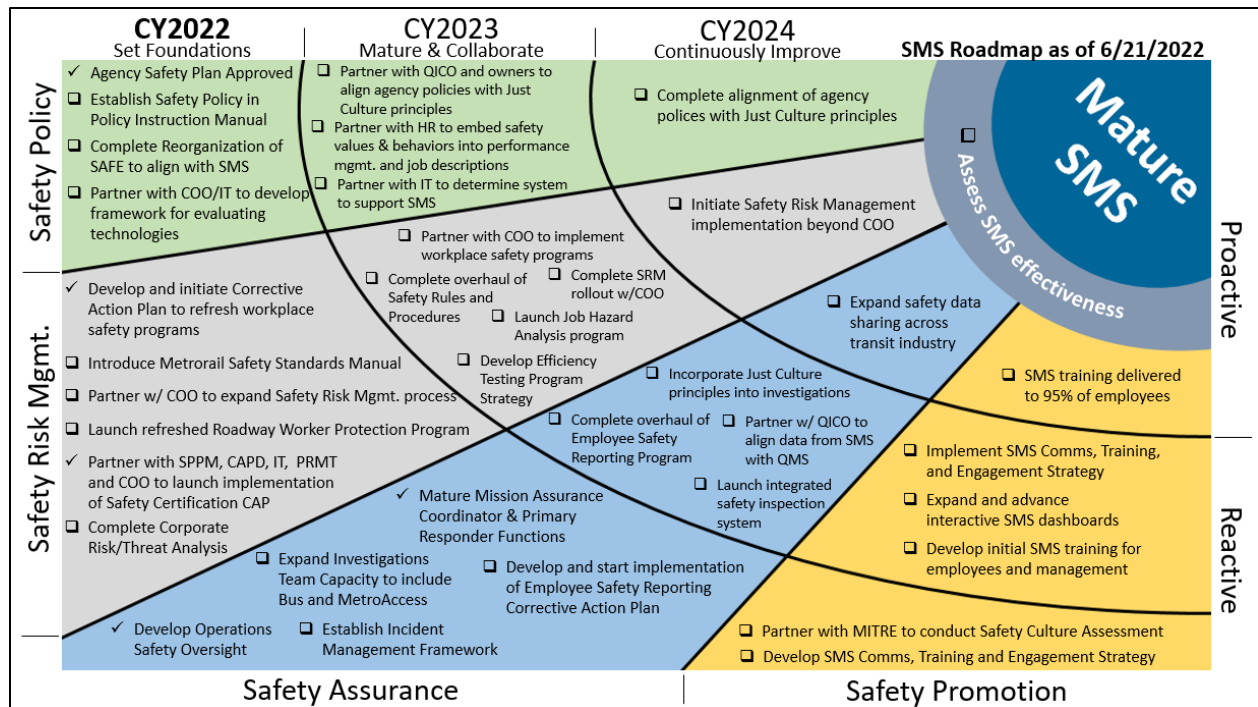 CY2022
Set Foundations
CY2023
Mature & Collaborate
CY2024
Continuously Improve
SMS Roadmap as of 6/21/2022
Safety Policy
✓ Agency Safety Plan Approved
❑ Establish Safety Policy in
Policy Instruction Manual
❑ Complete Reorganization of
SAFE to align with SMS
❑ Partner with COO/IT to develop
framework for evaluating
technologies
❑ Partner with QICO and owners to
align agency policies with Just
Culture principles
❑ Partner with HR to embed safety
values & behaviors into performance
mgmt. and job descriptions
❑ Partner with IT to determine system
to support SMS
❑ Complete alignment of agency
polices with Just Culture principles
Mature
SMS
❑ Assess SMS effectiveness
Safety Risk Mgmt.
✓ Develop and initiate Corrective
Action Plan to refresh workplace
safety programs
❑ Introduce Metrorail Safety Standards Manual
❑ Partner w/ COO to expand Safety Risk Mgmt. process
❑ Launch refreshed Roadway Worker Protection Program
✓ Partner with SPPM, CAPD, IT, PRMT
and COO to launch implementation
of Safety Certification CAP
❑ Complete Corporate
Risk/Threat Analysis
❑ Partner with COO to implement
workplace safety programs
❑ Complete overhaul of
Safety Rules and
Procedures
❑ Complete SRM
rollout w/COO
❑ Launch Job Hazard
Analysis program
❑ Develop Efficiency
Testing Program
Strategy
❑ Initiate Safety Risk Management
implementation beyond COO
✓ Mature Mission Assurance
Coordinator & Primary
Responder Functions
❑ Expand Investigations
Team Capacity to include
Bus and MetroAccess
❑ Develop and start implementation
of Employee Safety Reporting
Corrective Action Plan
✓ Develop Operations
Safety Oversight
❑ Establish Incident
Management Framework
❑ Incorporate Just Culture
principles into investigations
❑ Complete overhaul of
Employee Safety
Reporting Program
❑ Partner w/ QICO to
align data from SMS
with QMS
❑ Launch integrated
safety inspection
system
❑ Expand safety data
sharing across
transit industry
❑ SMS training delivered
to 95% of employees
❑ Implement SMS Comms, Training,
and Engagement Strategy
❑ Expand and advance
interactive SMS dashboards
❑ Develop initial SMS training for
employees and management
❑ Partner with MITRE to conduct Safety Culture Assessment
❑ Develop SMS Comms, Training and Engagement Strategy
Proactive
Reactive
Safety Assurance
Safety Promotion